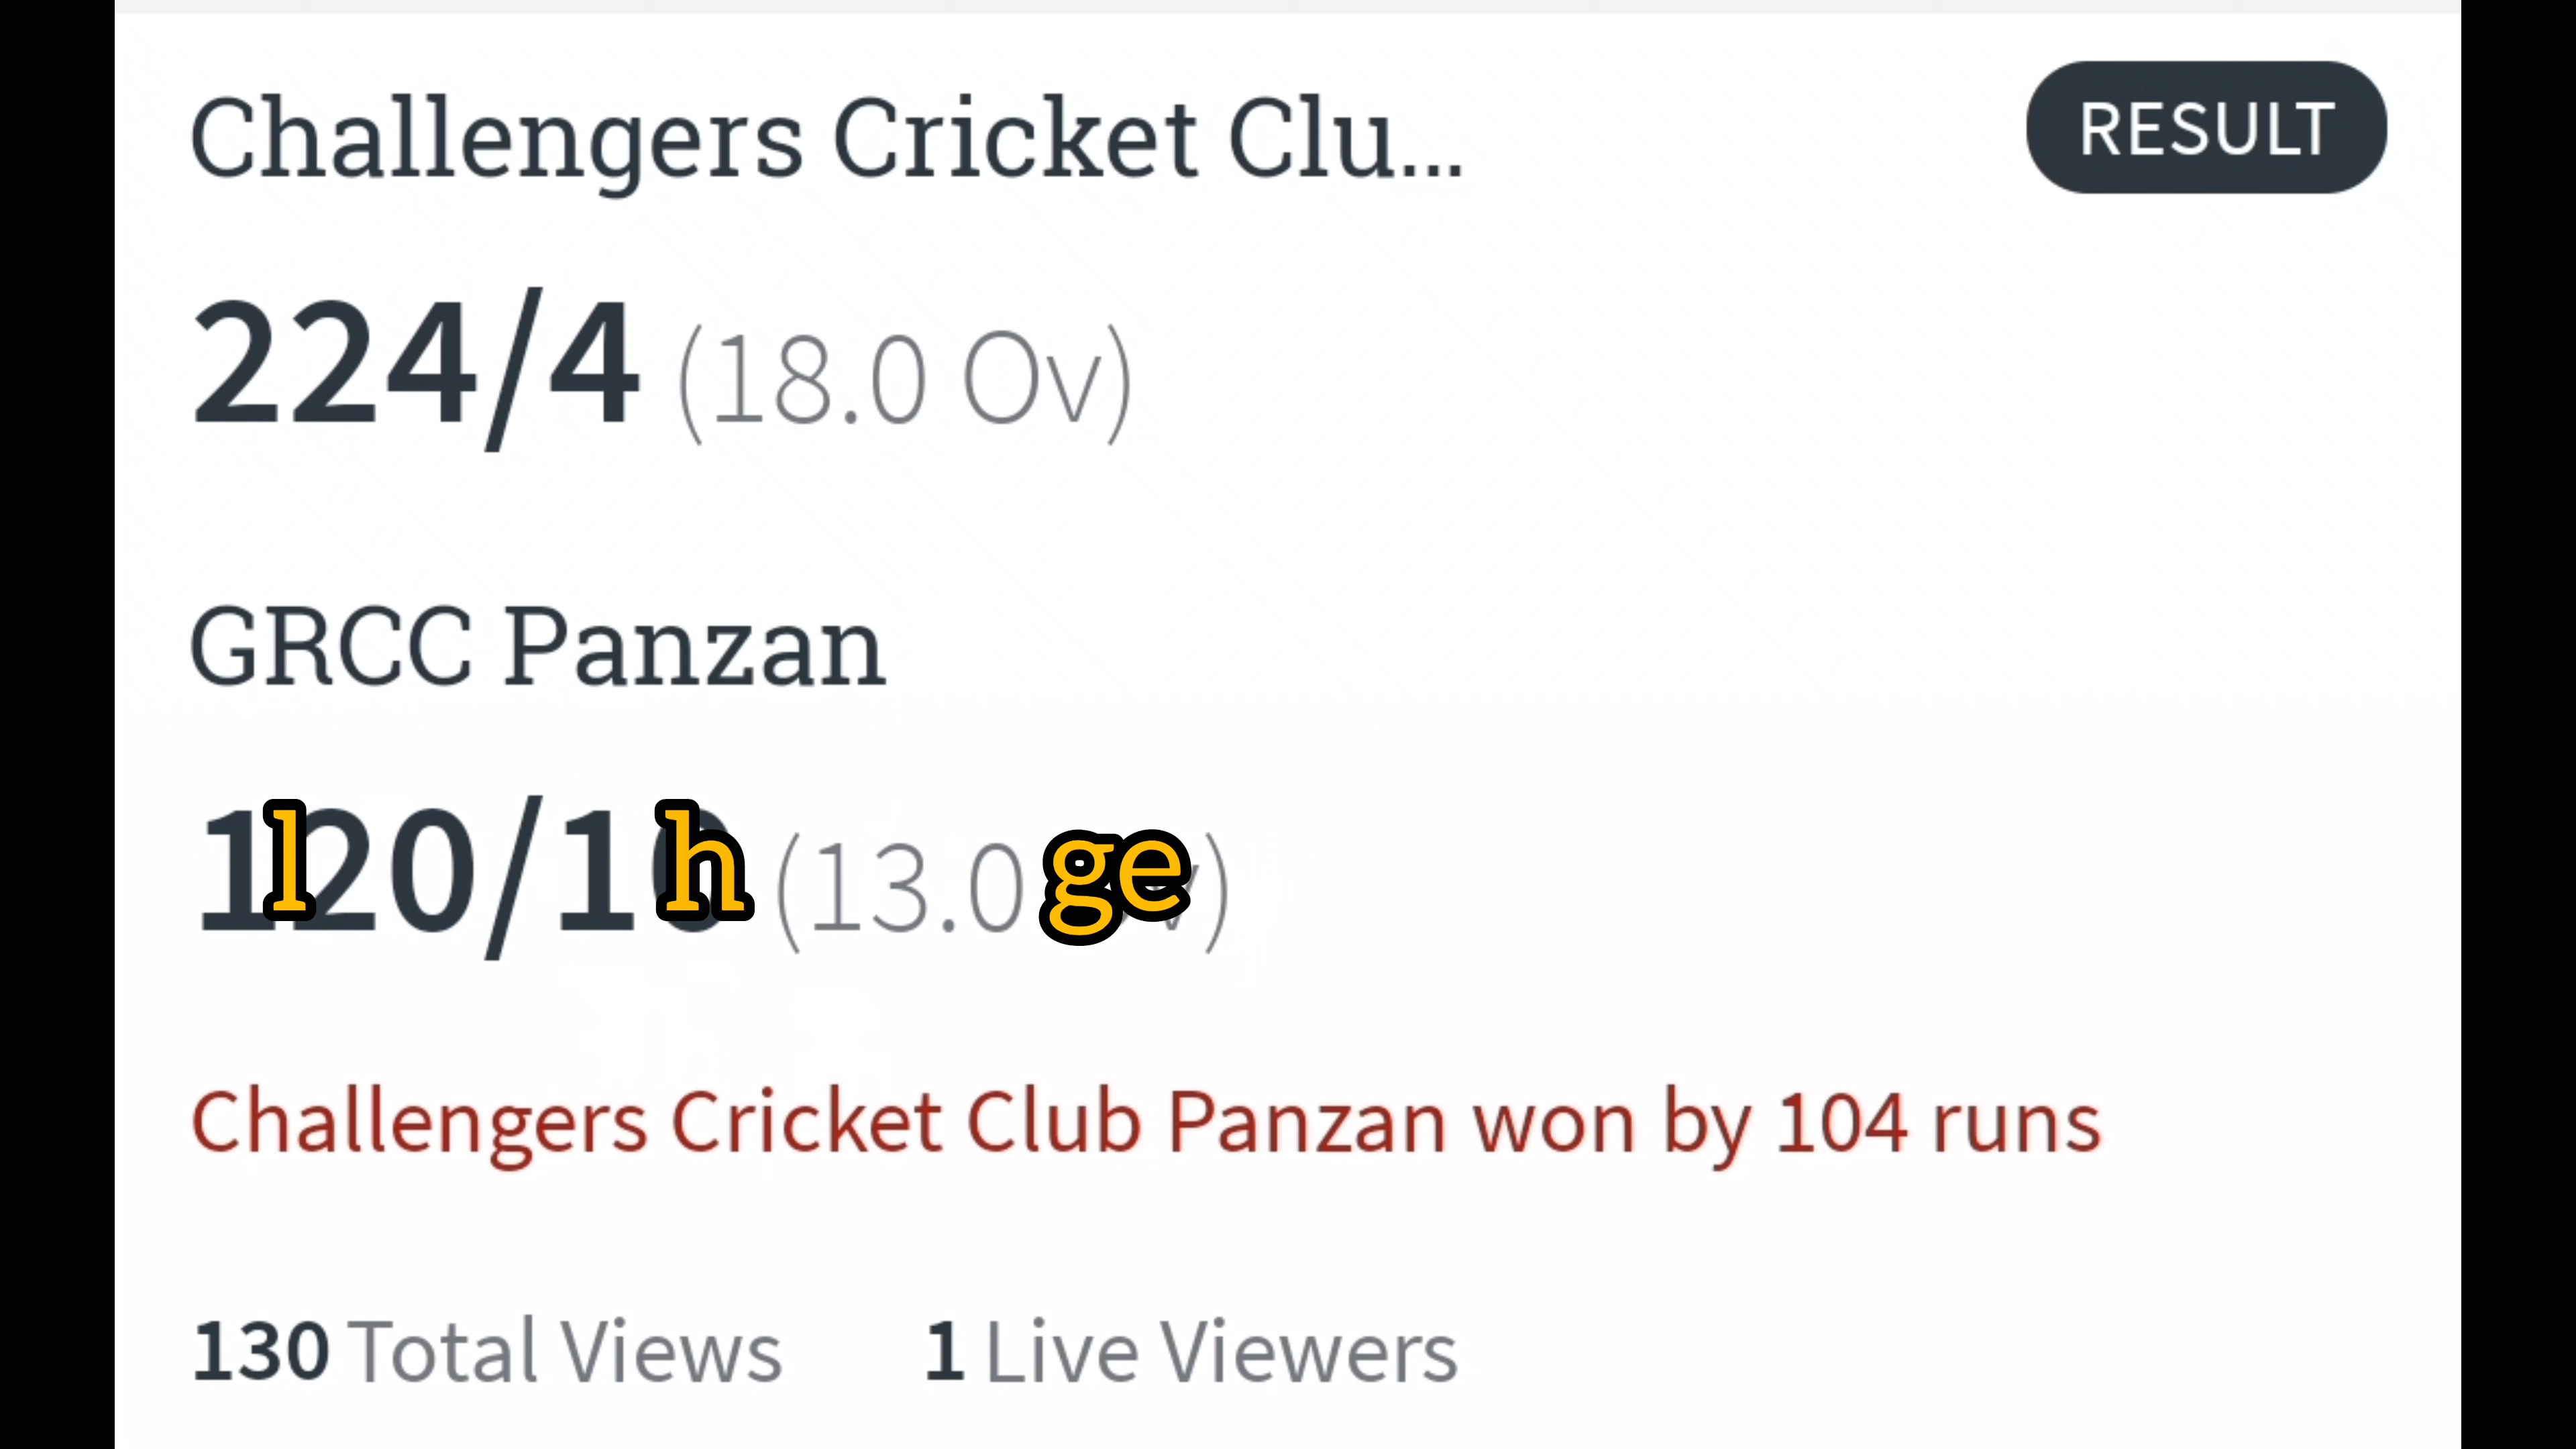 Challengers Cricket Clu...
RESULT
224/4 (18.0 Ov)
GRCC Panzan
120/10 (13.0 Ov)
l h ge
Challengers Cricket Club Panzan won by 104 runs
130 Total Views 1 Live Viewers